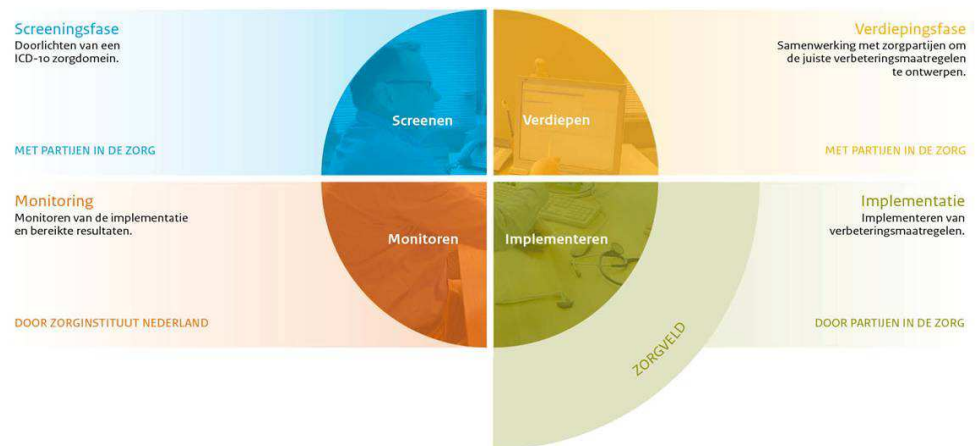 Screeningsfase
Doorlichten van een
ICD-10 zorgdomein.
MET PARTIJEN IN DE ZORG
Screenen
Verdiepen
Verdiepingsfase
Samenwerking met zorgpartijen om
de juiste verbeteringsmaatregelen
te ontwerpen.
MET PARTIJEN IN DE ZORG
Monitoring
Monitoren van de implementatie
en bereikte resultaten.
DOOR ZORGINSTITUUT NEDERLAND
Monitoren
Implementeren
Implementatie
Implementeren van
verbeteringsmaatregelen.
DOOR PARTIJEN IN DE ZORG
ZORGVELD